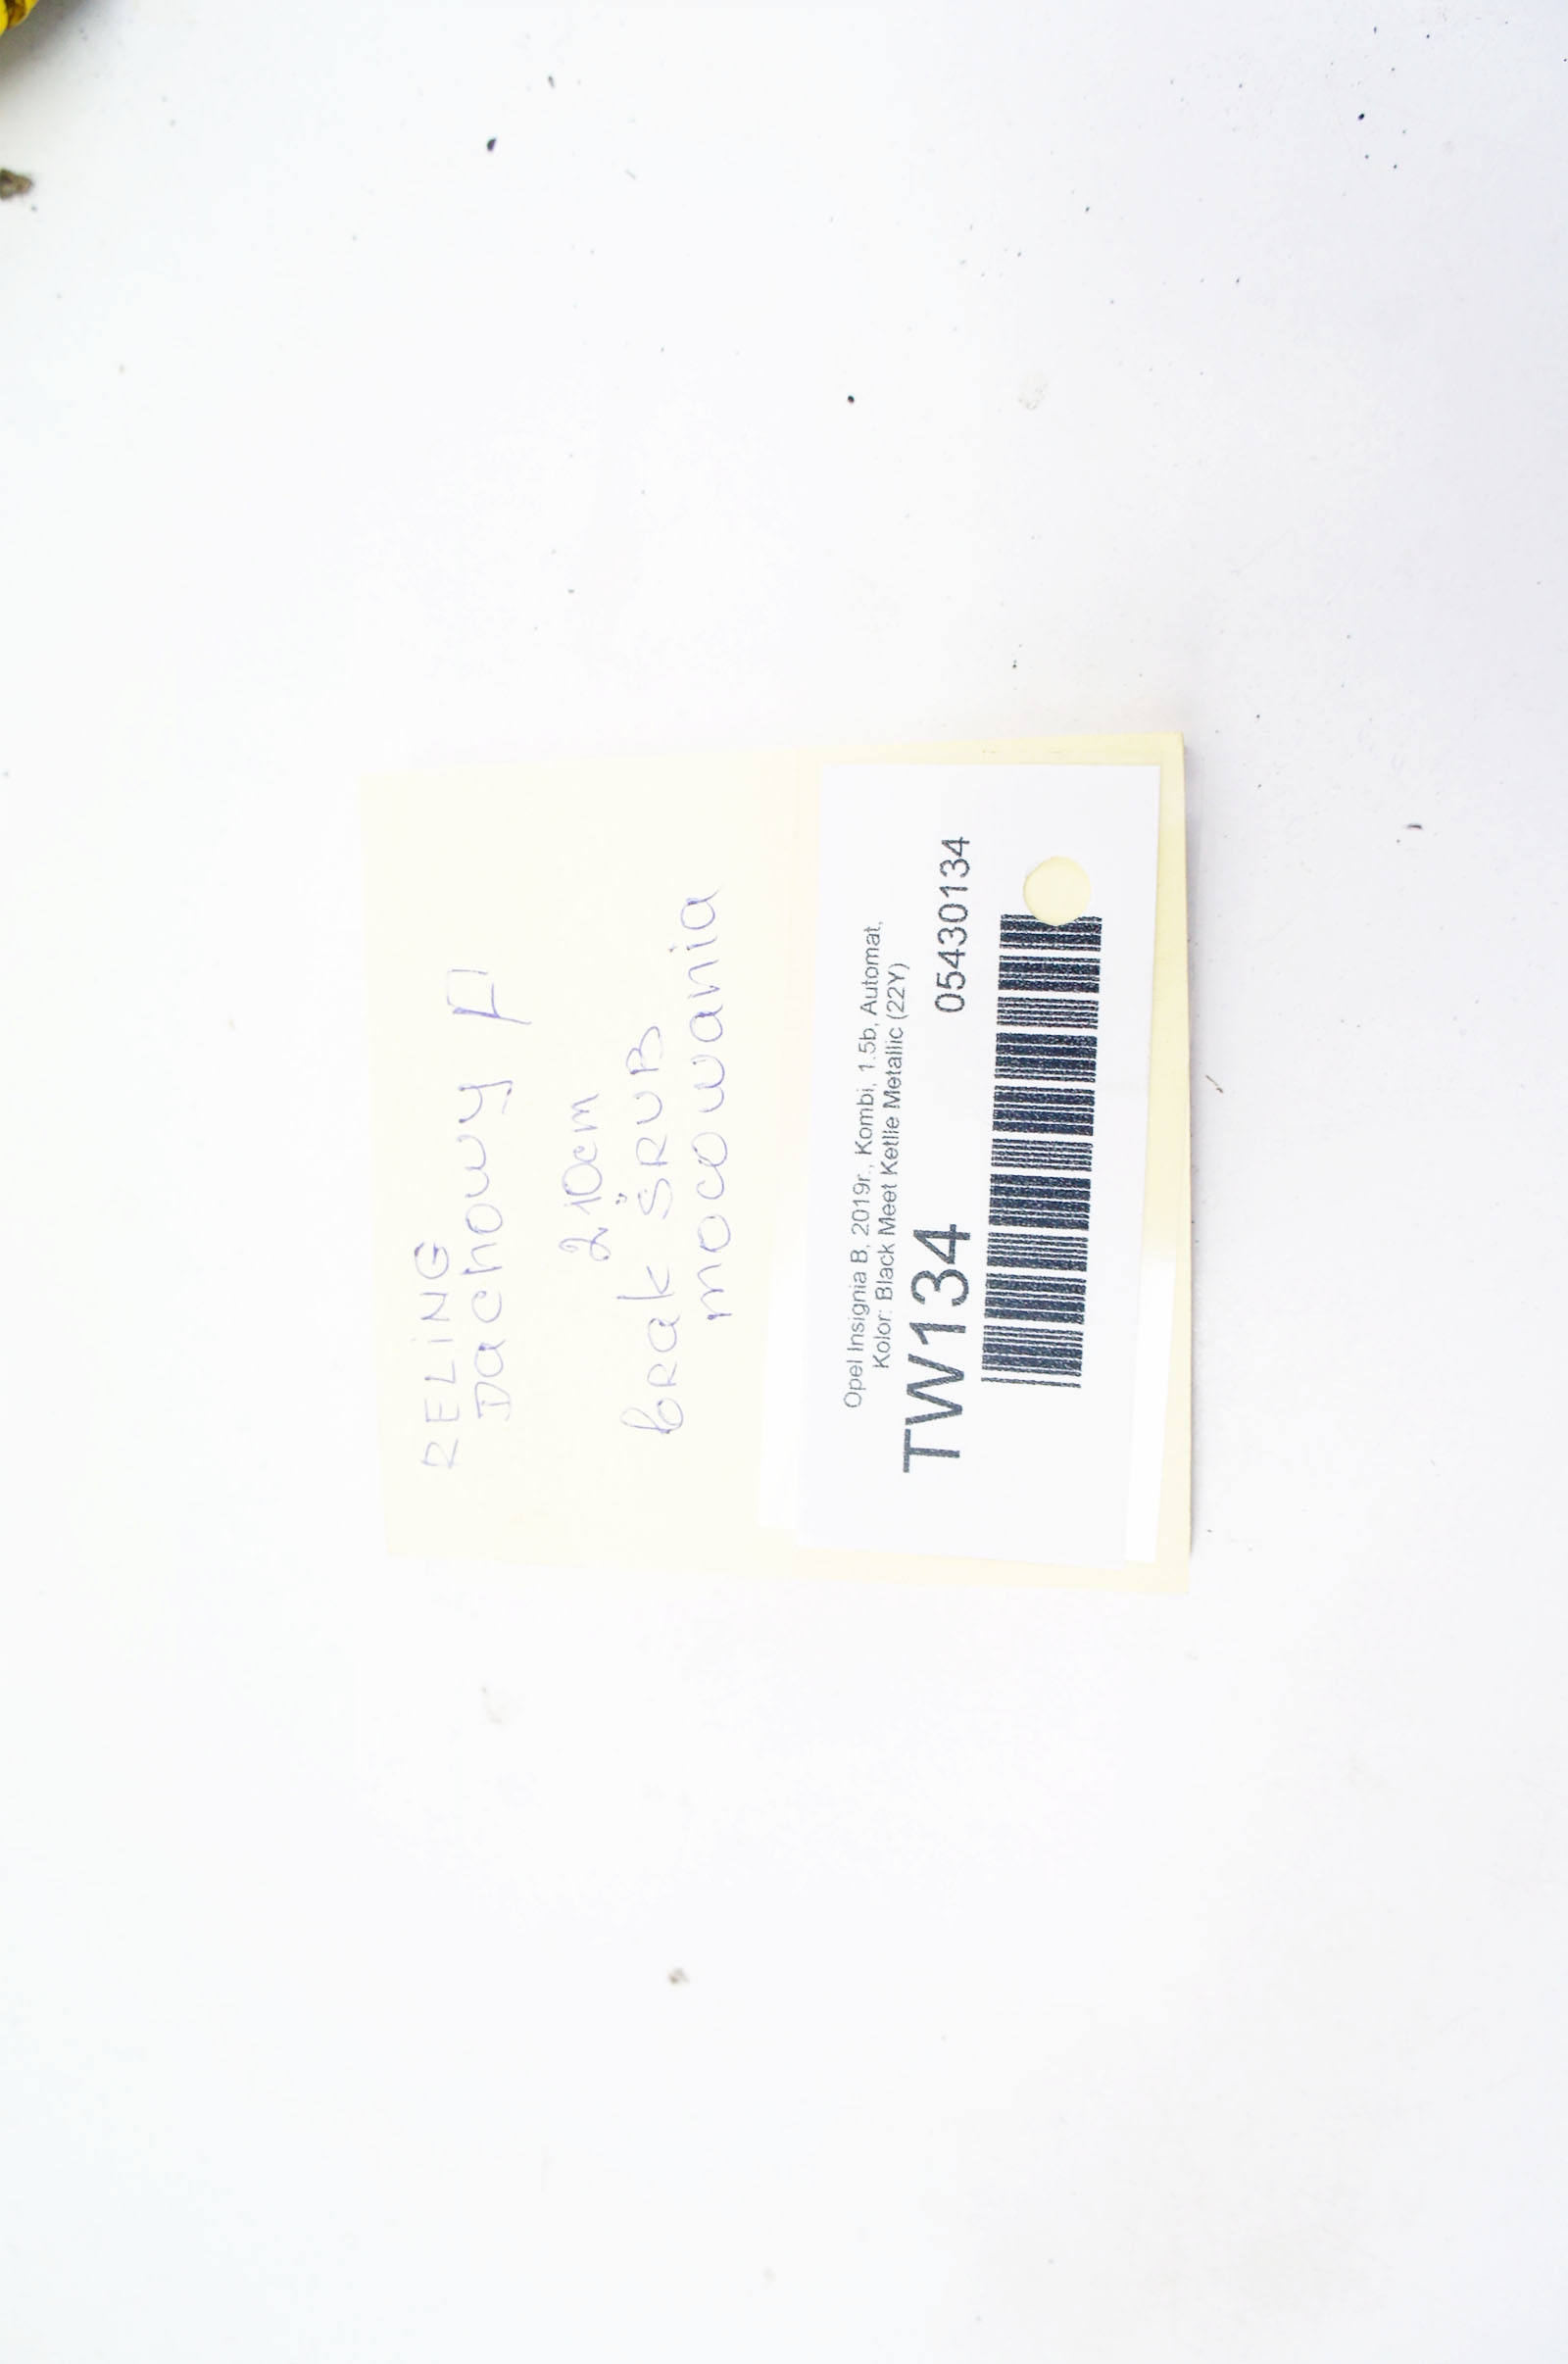 RELiNG
Dachowy P
210cm
brak ŚRUB
mocowania
Opel Insignia B, 2019r., Kombi, 1.5b, Automat,
Kolor: Black Meet Ketlle Metallic (22Y)
TW134 05430134